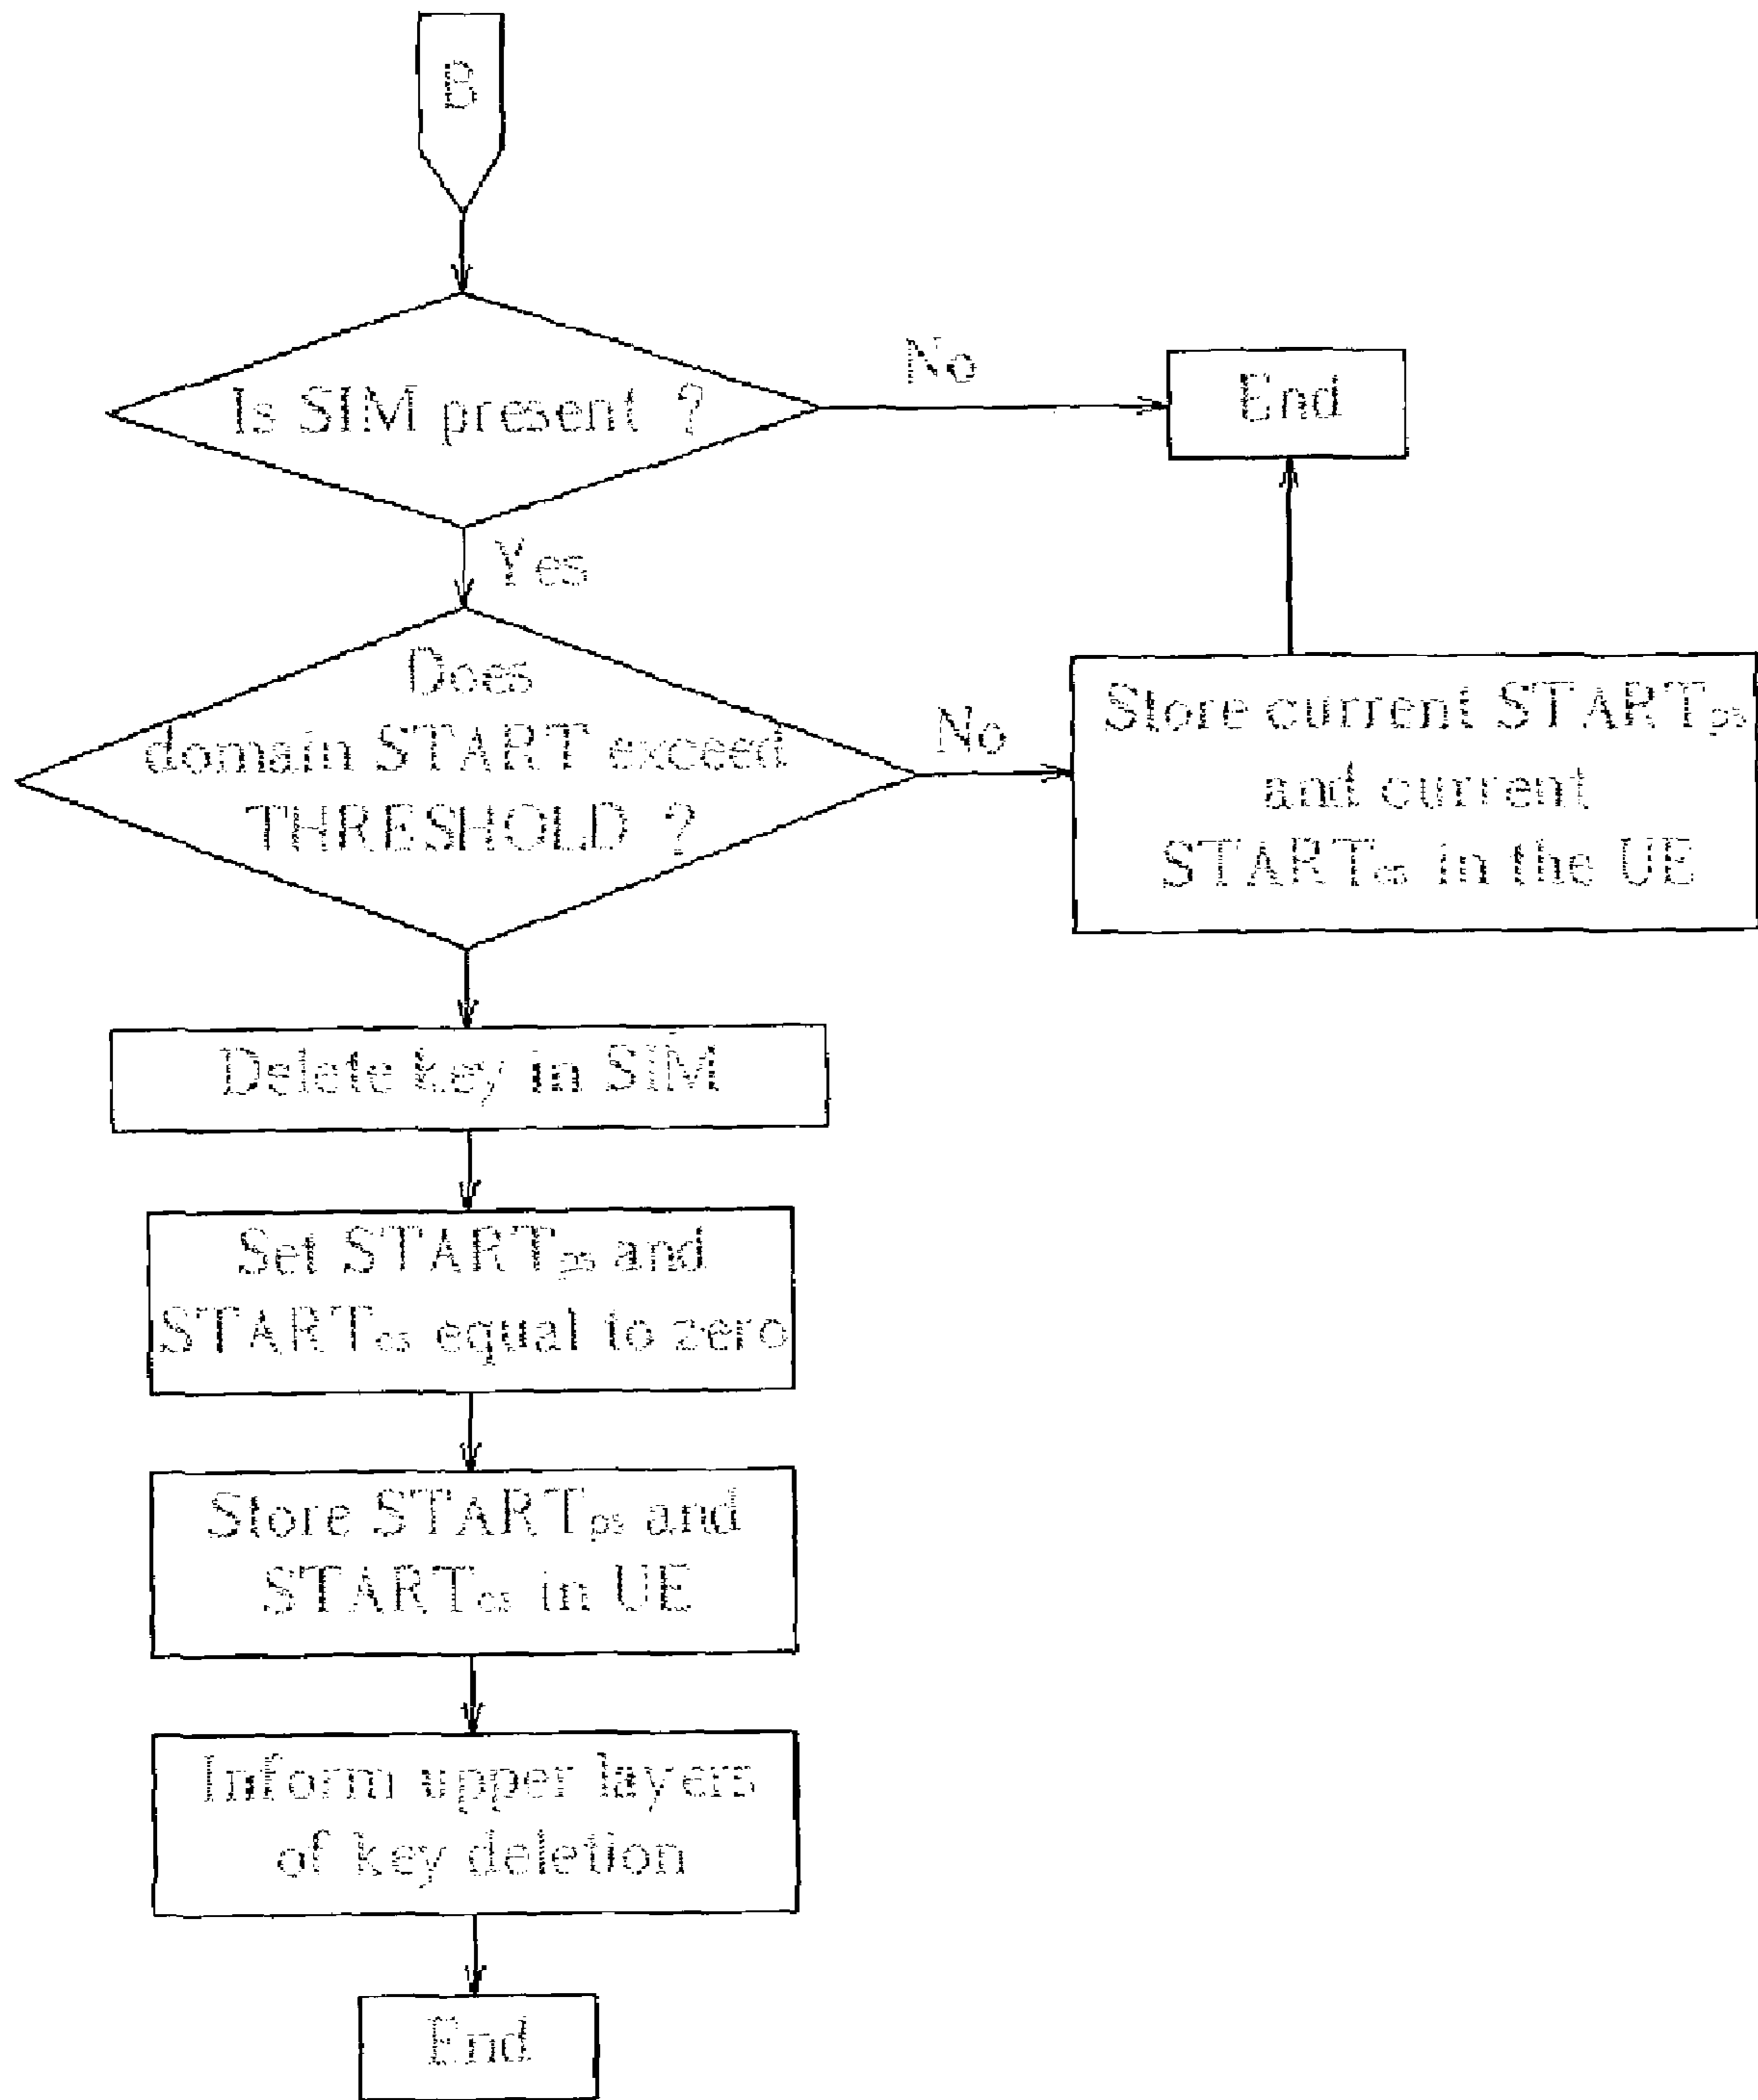 B
Is SIM present ?
No
End
Yes
Does
domain START exceed
THRESHOLD ?
No
Store current STARTps
and current
STARTcs in the UE
Delete key in SIM
Set STARTps and
STARTcs equal to zero
Store STARTps and
STARTcs in UE
Inform upper layers
of key deletion
End